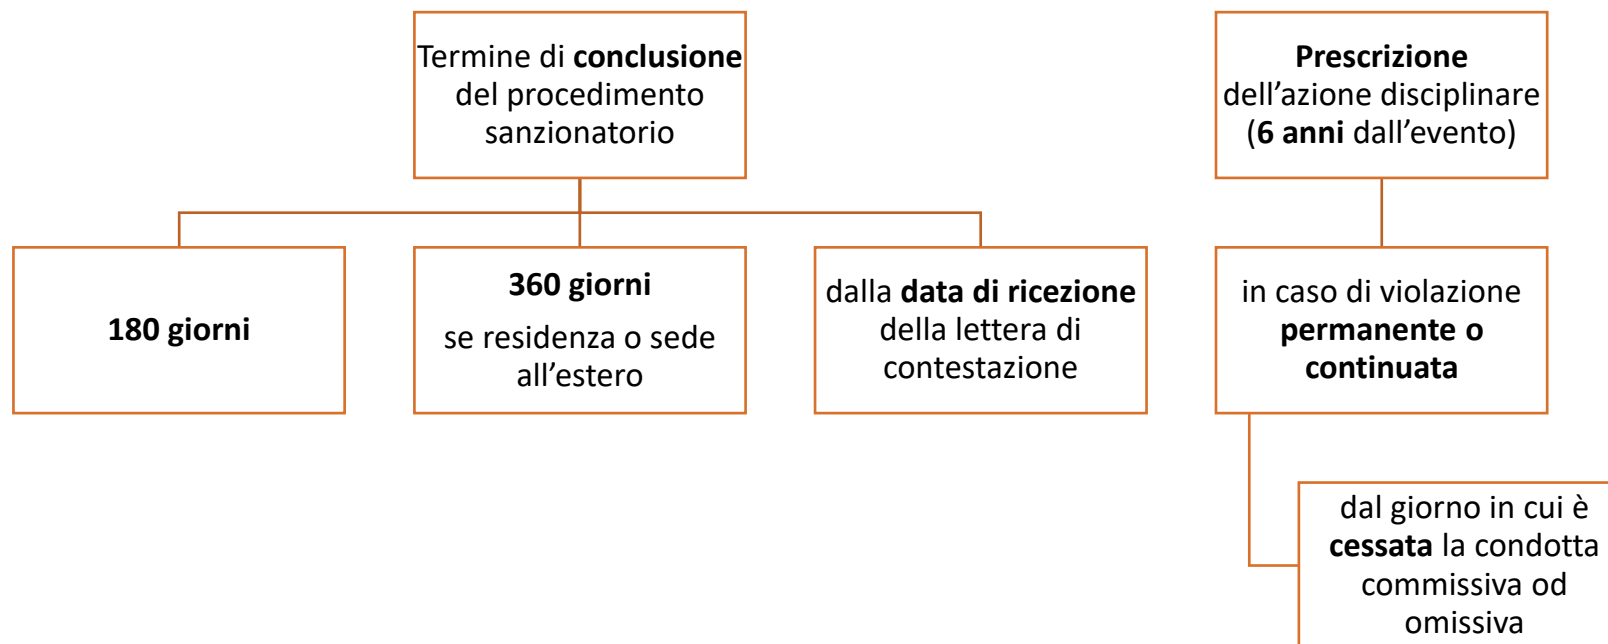 Termine di conclusione
del procedimento
sanzionatorio
180 giorni
360 giorni
se residenza o sede
all’estero
dalla data di ricezione
della lettera di
contestazione
Prescrizione
dell’azione disciplinare
(6 anni dall’evento)
in caso di violazione
permanente o
continuata
dal giorno in cui è
cessata la condotta
commissiva od
omissiva